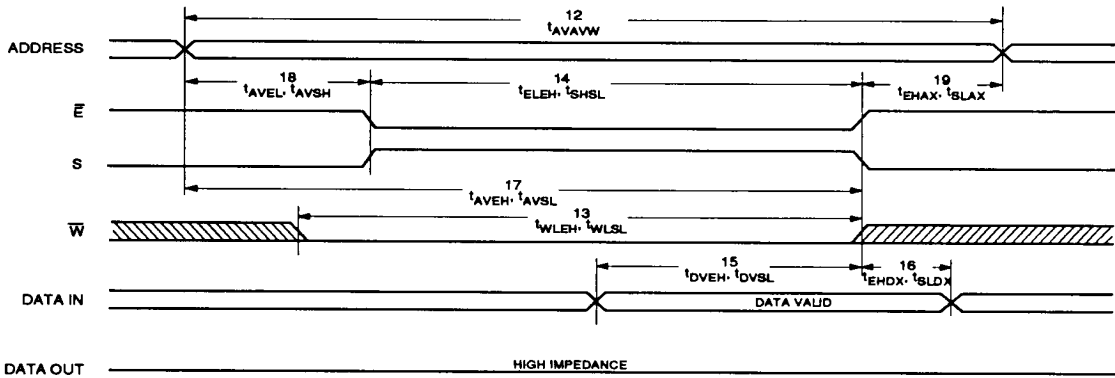 12
tAVAVW
ADDRESS
18
tAVEL, tAVSH
14
tELEH, tSHSL
19
tEHAX, tSLAX
E̅
S
17
tAVEH, tAVSL
W̅
13
tWLEH, tWLSL
15
tDVEH, tDVSL
16
tEHDX, tSLDX
DATA IN
DATA VALID
DATA OUT
HIGH IMPEDANCE